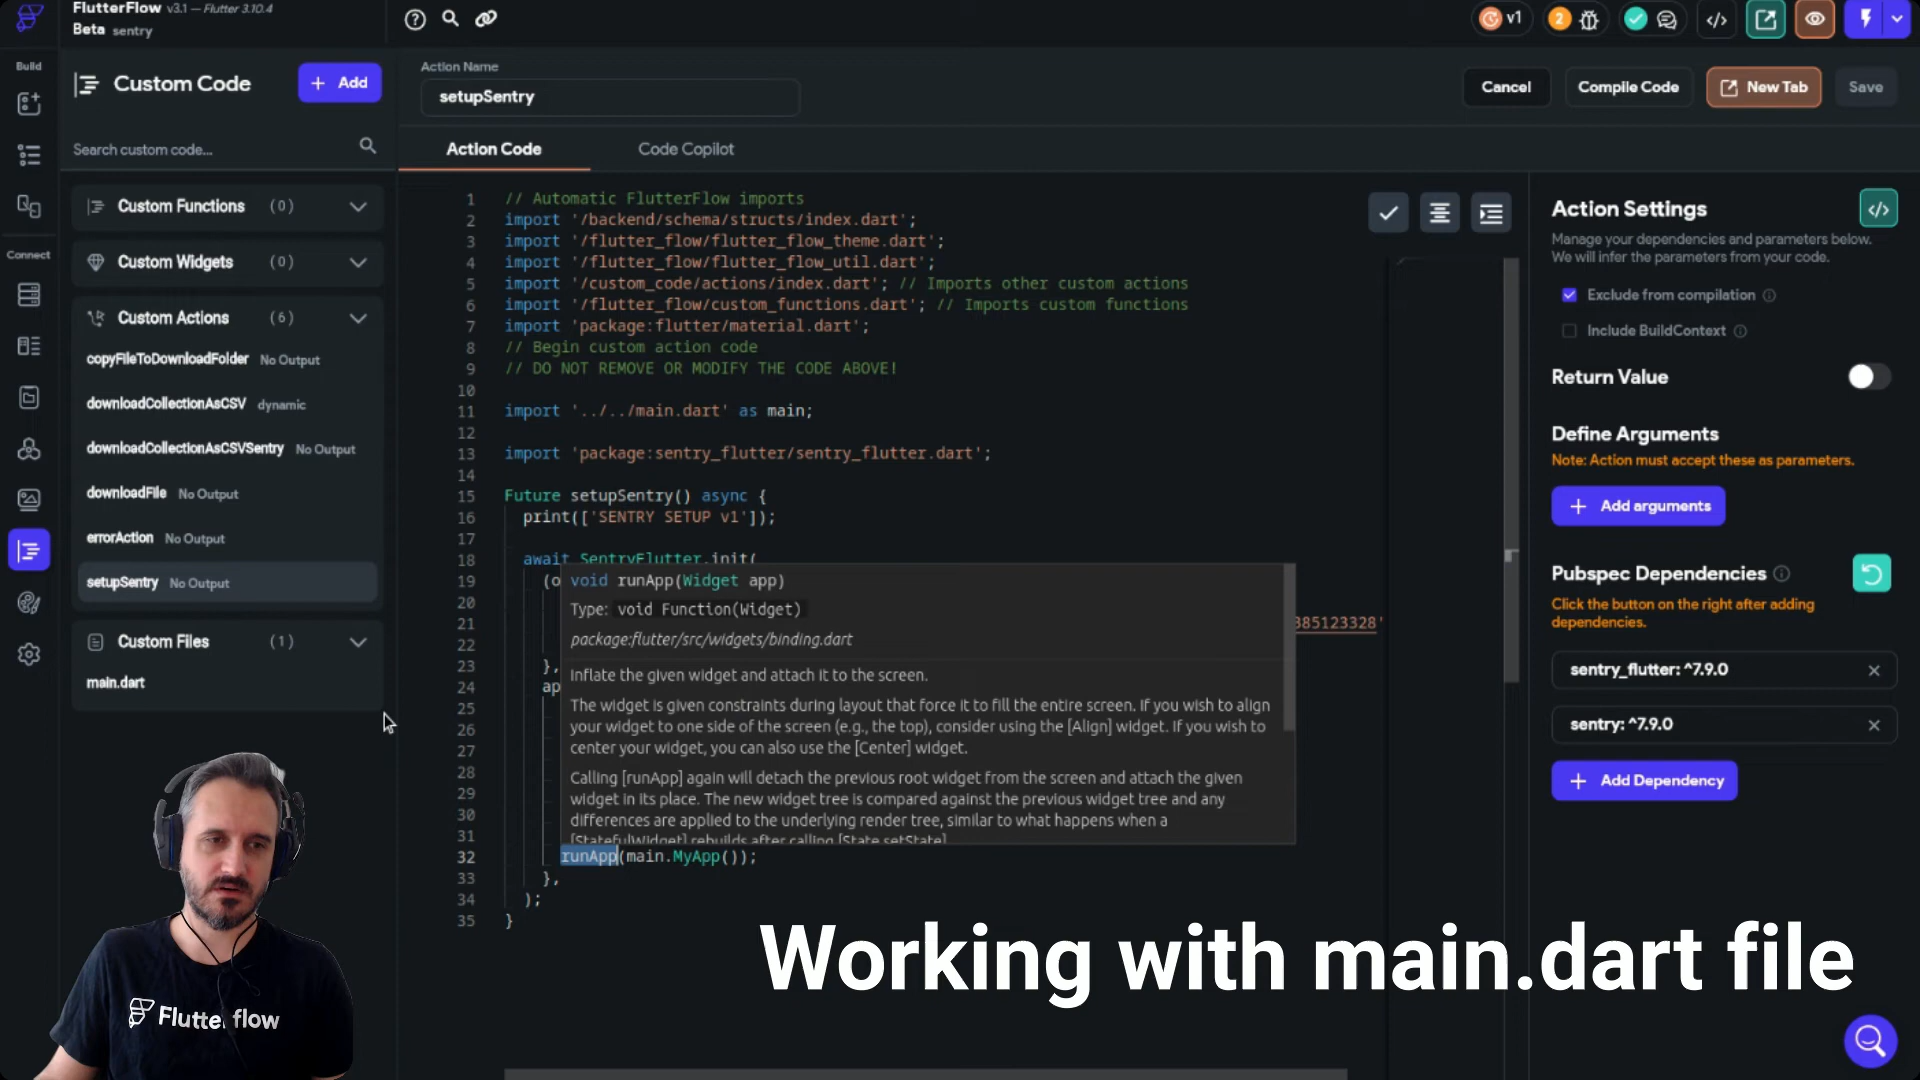 FlutterFlow v3.1 — Flutter 3.10.4
Beta sentry
v1
2
Build
Custom Code
+ Add
Action Name
setupSentry
Cancel
Compile Code
New Tab
Save
Search custom code...
Action Code
Code Copilot
Connect
Custom Functions (0)
Custom Widgets (0)
Custom Actions (6)
copyFileToDownloadFolder No Output
downloadCollectionAsCSV dynamic
downloadCollectionAsCSVSentry No Output
downloadFile No Output
errorAction No Output
setupSentry No Output
Custom Files (1)
main.dart
1 // Automatic FlutterFlow imports
2 import '/backend/schema/structs/index.dart';
3 import '/flutter_flow/flutter_flow_theme.dart';
4 import '/flutter_flow/flutter_flow_util.dart';
5 import '/custom_code/actions/index.dart'; // Imports other custom actions
6 import '/flutter_flow/custom_functions.dart'; // Imports custom functions
7 import 'package:flutter/material.dart';
8 // Begin custom action code
9 // DO NOT REMOVE OR MODIFY THE CODE ABOVE!
10
11 import '../../main.dart' as main;
12
13 import 'package:sentry_flutter/sentry_flutter.dart';
14
15 Future setupSentry() async {
16 print(['SENTRY SETUP v1']);
17
18 await SentryFlutter.init(
19 (o
20
21 385123328'
22
23 },
24 ap
25
26
27
28
29
30
31
32 runApp(main.MyApp());
33 },
34 );
35 }
void runApp(Widget app)
Type: void Function(Widget)
package:flutter/src/widgets/binding.dart
Inflate the given widget and attach it to the screen.
The widget is given constraints during layout that force it to fill the entire screen. If you wish to align
your widget to one side of the screen (e.g., the top), consider using the [Align] widget. If you wish to
center your widget, you can also use the [Center] widget.
Calling [runApp] again will detach the previous root widget from the screen and attach the given
widget in its place. The new widget tree is compared against the previous widget tree and any
differences are applied to the underlying render tree, similar to what happens when a
[StatefulWidget] rebuilds after calling [State.setState].
Action Settings
Manage your dependencies and parameters below.
We will infer the parameters from your code.
Exclude from compilation
Include BuildContext
Return Value
Define Arguments
Note: Action must accept these as parameters.
+ Add arguments
Pubspec Dependencies
Click the button on the right after adding
dependencies.
sentry_flutter: ^7.9.0
sentry: ^7.9.0
+ Add Dependency
Flutterflow
Working with main.dart file